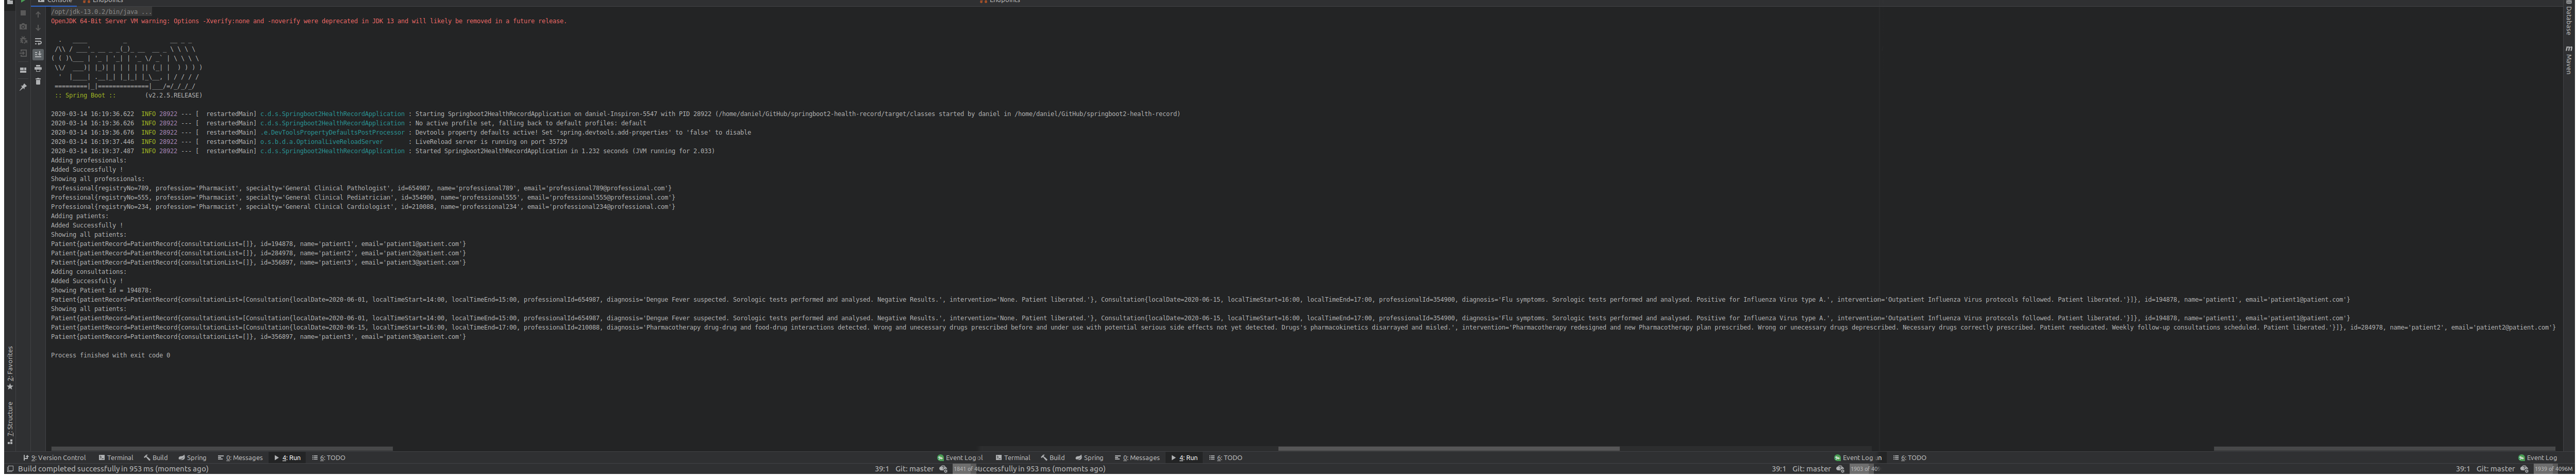 Console Endpoints Endpoints
/opt/jdk-13.0.2/bin/java ...
OpenJDK 64-Bit Server VM warning: Options -Xverify:none and -noverify were deprecated in JDK 13 and will likely be removed in a future release.
:: Spring Boot :: (v2.2.5.RELEASE)
2020-03-14 16:19:36.622 INFO 28922 --- [ restartedMain] c.d.s.Springboot2HealthRecordApplication : Starting Springboot2HealthRecordApplication on daniel-Inspiron-5547 with PID 28922 (/home/daniel/GitHub/springboot2-health-record/target/classes started by daniel in /home/daniel/GitHub/springboot2-health-record)
2020-03-14 16:19:36.626 INFO 28922 --- [ restartedMain] c.d.s.Springboot2HealthRecordApplication : No active profile set, falling back to default profiles: default
2020-03-14 16:19:36.676 INFO 28922 --- [ restartedMain] .e.DevToolsPropertyDefaultsPostProcessor : Devtools property defaults active! Set 'spring.devtools.add-properties' to 'false' to disable
2020-03-14 16:19:37.446 INFO 28922 --- [ restartedMain] o.s.b.d.a.OptionalLiveReloadServer : LiveReload server is running on port 35729
2020-03-14 16:19:37.487 INFO 28922 --- [ restartedMain] c.d.s.Springboot2HealthRecordApplication : Started Springboot2HealthRecordApplication in 1.232 seconds (JVM running for 2.033)
Adding professionals:
Added Successfully !
Showing all professionals:
Professional{registryNo=789, profession='Pharmacist', specialty='General Clinical Pathologist', id=654987, name='professional789', email='professional789@professional.com'}
Professional{registryNo=555, profession='Pharmacist', specialty='General Clinical Pediatrician', id=354900, name='professional555', email='professional555@professional.com'}
Professional{registryNo=234, profession='Pharmacist', specialty='General Clinical Cardiologist', id=210088, name='professional234', email='professional234@professional.com'}
Adding patients:
Added Successfully !
Showing all patients:
Patient{patientRecord=PatientRecord{consultationList=[]}, id=194878, name='patient1', email='patient1@patient.com'}
Patient{patientRecord=PatientRecord{consultationList=[]}, id=284978, name='patient2', email='patient2@patient.com'}
Patient{patientRecord=PatientRecord{consultationList=[]}, id=356897, name='patient3', email='patient3@patient.com'}
Adding consultations:
Added Successfully !
Showing Patient id = 194878:
Patient{patientRecord=PatientRecord{consultationList=[Consultation{localDate=2020-06-01, localTimeStart=14:00, localTimeEnd=15:00, professionalId=654987, diagnosis='Dengue Fever suspected. Sorologic tests performed and analysed. Negative Results.', intervention='None. Patient liberated.'}, Consultation{localDate=2020-06-15, localTimeStart=16:00, localTimeEnd=17:00, professionalId=354900, diagnosis='Flu symptoms. Sorologic tests performed and analysed. Positive for Influenza Virus type A.', intervention='Outpatient Influenza Virus protocols followed. Patient liberated.'}]}, id=194878, name='patient1', email='patient1@patient.com'}
Showing all patients:
Patient{patientRecord=PatientRecord{consultationList=[Consultation{localDate=2020-06-01, localTimeStart=14:00, localTimeEnd=15:00, professionalId=654987, diagnosis='Dengue Fever suspected. Sorologic tests performed and analysed. Negative Results.', intervention='None. Patient liberated.'}, Consultation{localDate=2020-06-15, localTimeStart=16:00, localTimeEnd=17:00, professionalId=354900, diagnosis='Flu symptoms. Sorologic tests performed and analysed. Positive for Influenza Virus type A.', intervention='Outpatient Influenza Virus protocols followed. Patient liberated.'}]}, id=194878, name='patient1', email='patient1@patient.com'}
Patient{patientRecord=PatientRecord{consultationList=[Consultation{localDate=2020-06-15, localTimeStart=16:00, localTimeEnd=17:00, professionalId=210088, diagnosis='Pharmacotherapy drug-drug and food-drug interactions detected. Wrong and unecessary drugs prescribed before and under use with potential serious side effects not yet detected. Drugs's pharmacokinetics disarrayed and misled.', intervention='Pharmacotherapy redesigned and new Pharmacotherapy plan prescribed. Wrong or unecessary drugs deprescribed. Necessary drugs correctly prescribed. Patient reeducated. Weekly follow-up consultations scheduled. Patient liberated.'}]}, id=284978, name='patient2', email='patient2@patient.com'}
Patient{patientRecord=PatientRecord{consultationList=[]}, id=356897, name='patient3', email='patient3@patient.com'}
Process finished with exit code 0
Database
Maven
2: Favorites
7: Structure
9: Version Control Terminal Build Spring 0: Messages 4: Run 6: TODO Event Log Terminal Build Spring 0: Messages 4: Run 6: TODO Event Log 6: TODO Event Log
Build completed successfully in 953 ms (moments ago) 39:1 Git: master 1841 of uccessfully in 953 ms (moments ago) 39:1 Git: master 1903 of 39:1 Git: master